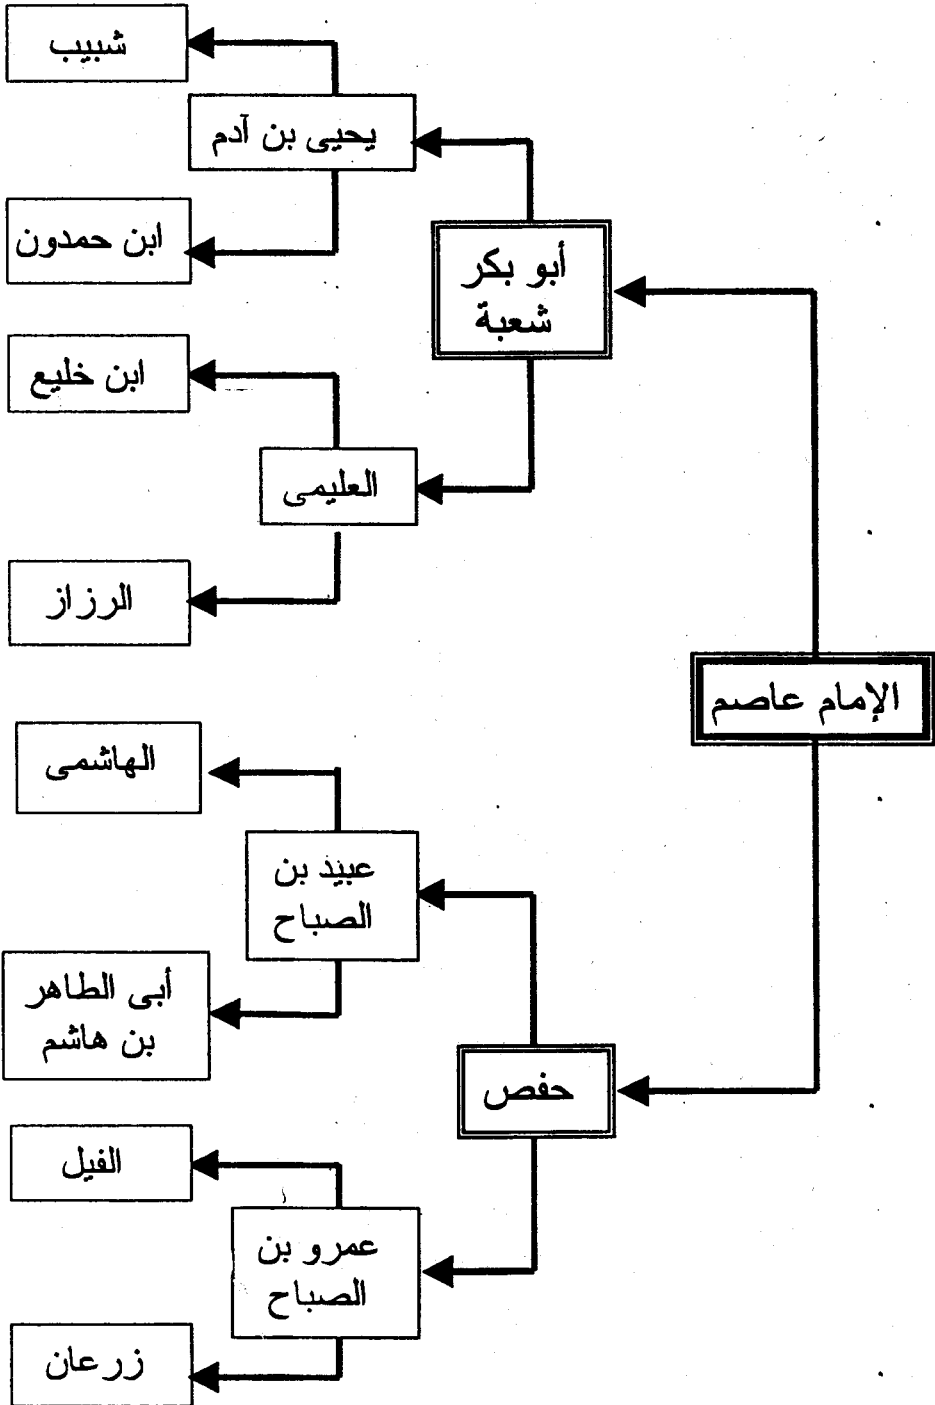 الإمام عاصم
أبو بكر
شعبة
يحيى بن آدم
شبيب
ابن حمدون
العليمى
ابن خليع
الرزاز
حفص
عبيد بن
الصباح
الهاشمى
أبى الطاهر
بن هاشم
عمرو بن
الصباح
الفيل
زرعان